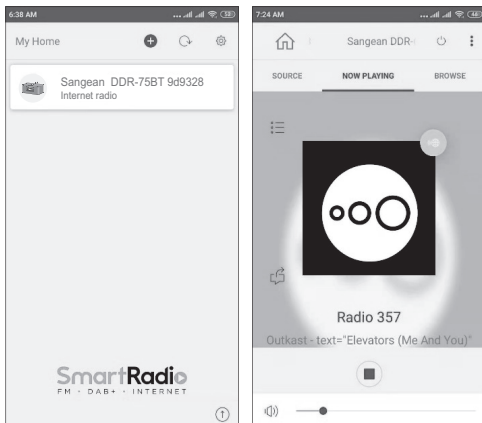 6:38 AM
58
My Home
Sangean DDR-75BT 9d9328
Internet radio
SmartRadio
FM · DAB+ · INTERNET
7:24 AM
Sangean DDR-
SOURCE
NOW PLAYING
BROWSE
Radio 357
Outkast - text="Elevators (Me And You)"